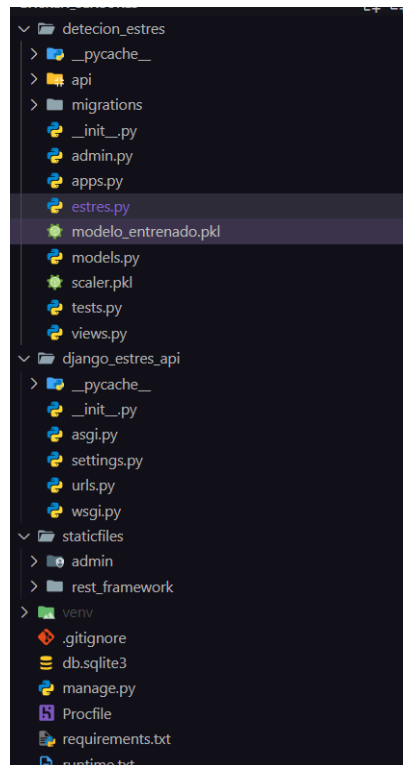 detecion_estres
__pycache__
api
migrations
__init__.py
admin.py
apps.py
estres.py
modelo_entrenado.pkl
models.py
scaler.pkl
tests.py
views.py
django_estres_api
__pycache__
__init__.py
asgi.py
settings.py
urls.py
wsgi.py
staticfiles
admin
rest_framework
venv
.gitignore
db.sqlite3
manage.py
Procfile
requirements.txt
runtime.txt